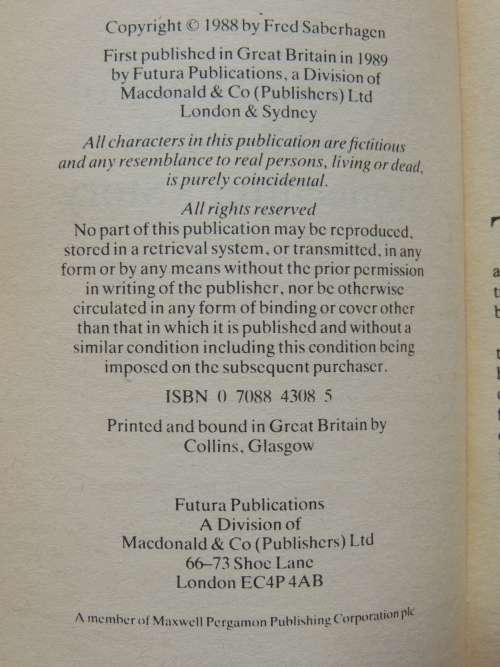 Copyright © 1988 by Fred Saberhagen
First published in Great Britain in 1989
by Futura Publications, a Division of
Macdonald & Co (Publishers) Ltd
London & Sydney
All characters in this publication are fictitious
and any resemblance to real persons, living or dead,
is purely coincidental.
All rights reserved
No part of this publication may be reproduced,
stored in a retrieval system, or transmitted, in any
form or by any means without the prior permission
in writing of the publisher, nor be otherwise
circulated in any form of binding or cover other
than that in which it is published and without a
similar condition including this condition being
imposed on the subsequent purchaser.
ISBN 0 7088 4308 5
Printed and bound in Great Britain by
Collins, Glasgow
Futura Publications
A Division of
Macdonald & Co (Publishers) Ltd
66–73 Shoe Lane
London EC4P 4AB
A member of Maxwell Pergamon Publishing Corporation plc